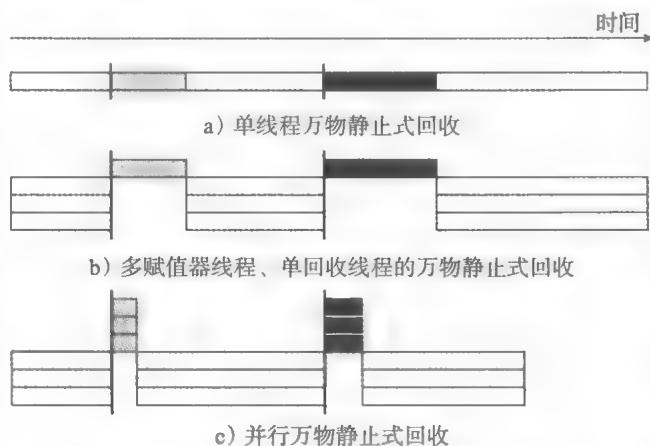 时间
a）单线程万物静止式回收
b）多赋值器线程、单回收线程的万物静止式回收
c）并行万物静止式回收